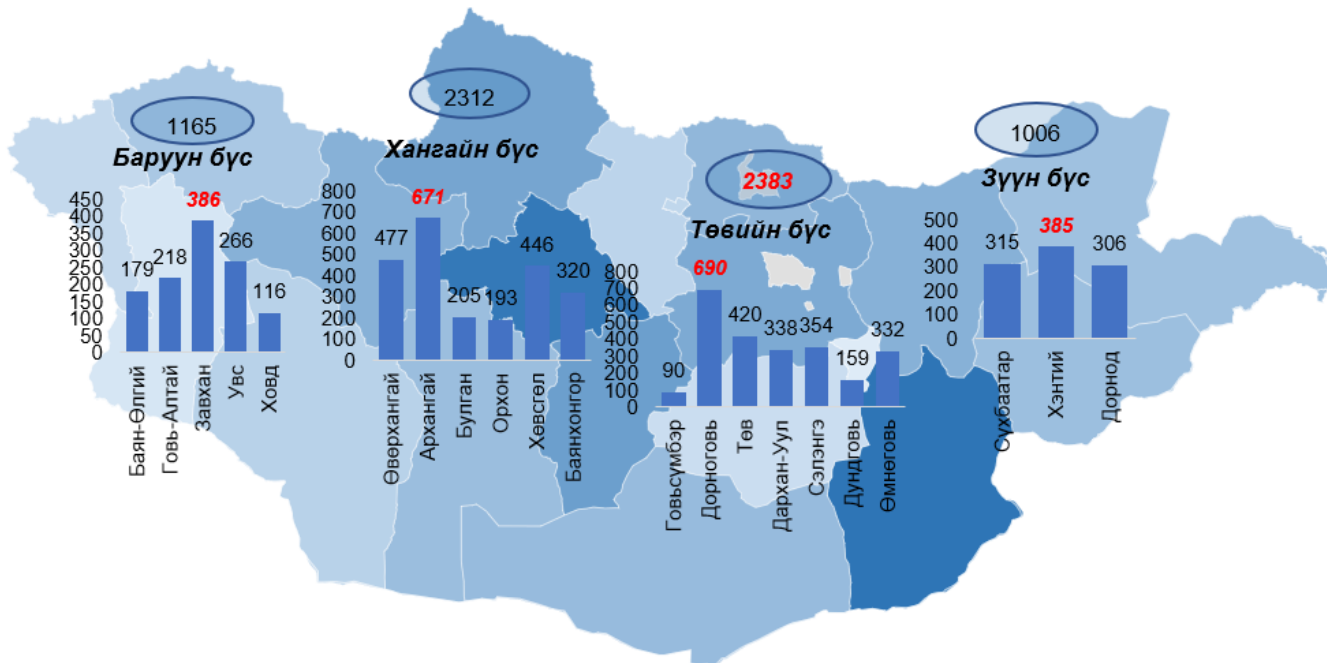 1165
Баруун бүс
450
400
350
300
250
200
150
100
50
0
179
218
386
266
116
Баян-Өлгий
Говь-Алтай
Завхан
Увс
Ховд
2312
Хангайн бүс
800
700
600
500
400
300
200
100
0
477
671
205
193
446
320
Өвөрхангай
Архангай
Булган
Орхон
Хөвсгөл
Баянхонгор
2383
Төвийн бүс
800
700
600
500
400
300
200
100
0
90
690
420
338
354
159
332
Говьсүмбэр
Дорноговь
Төв
Дархан-Уул
Сэлэнгэ
Дундговь
Өмнөговь
1006
Зүүн бүс
500
400
300
200
100
0
315
385
306
Сүхбаатар
Хэнтий
Дорнод